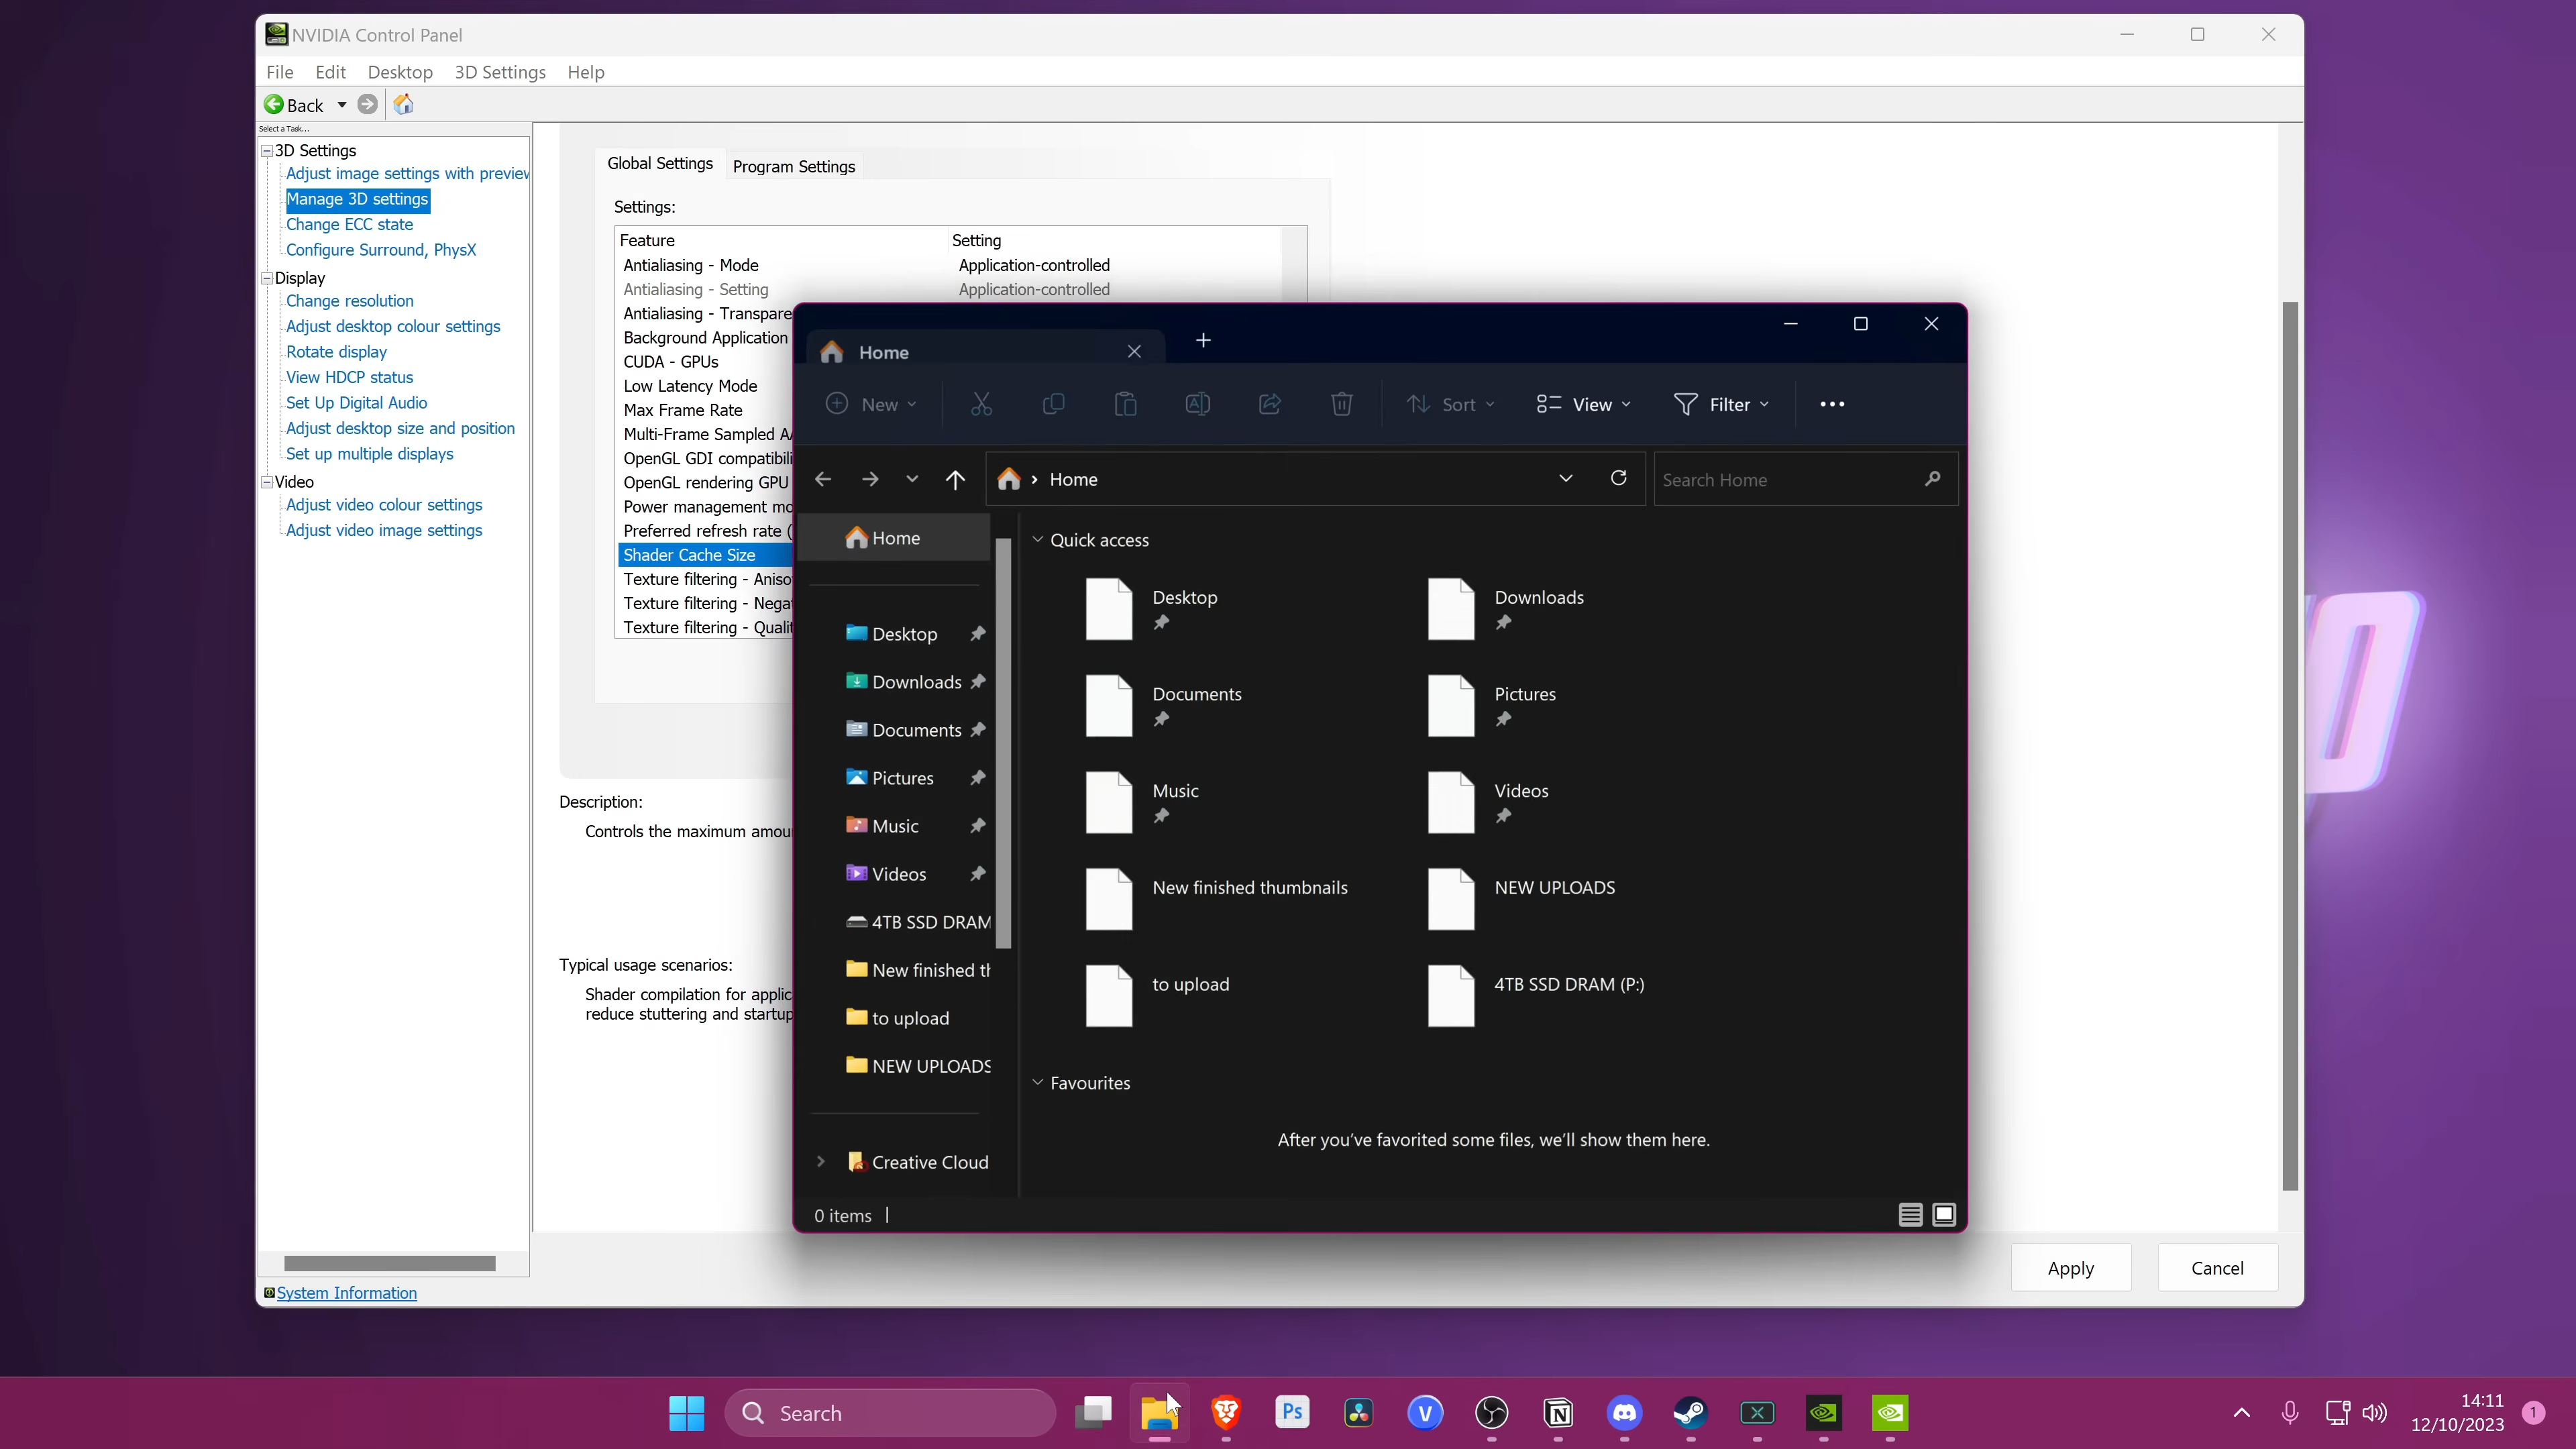 NVIDIA Control Panel
File Edit Desktop 3D Settings Help
Back
Select a Task...
3D Settings
Adjust image settings with preview
Manage 3D settings
Change ECC state
Configure Surround, PhysX
Display
Change resolution
Adjust desktop colour settings
Rotate display
View HDCP status
Set Up Digital Audio
Adjust desktop size and position
Set up multiple displays
Video
Adjust video colour settings
Adjust video image settings
System Information
Global Settings Program Settings
Settings:
Feature Setting
Antialiasing - Mode Application-controlled
Antialiasing - Setting Application-controlled
Antialiasing - Transpare
Background Application
CUDA - GPUs
Low Latency Mode
Max Frame Rate
Multi-Frame Sampled A
OpenGL GDI compatibili
OpenGL rendering GPU
Power management mo
Preferred refresh rate (
Shader Cache Size
Texture filtering - Aniso
Texture filtering - Nega
Texture filtering - Quali
Description:
Controls the maximum amou
Typical usage scenarios:
Shader compilation for applic
reduce stuttering and startup
Apply Cancel
Home
New Sort View Filter
Home Search Home
Home
Desktop
Downloads
Documents
Pictures
Music
Videos
4TB SSD DRAM
New finished th
to upload
NEW UPLOADS
Creative Cloud
Quick access
Desktop Downloads
Documents Pictures
Music Videos
New finished thumbnails NEW UPLOADS
to upload 4TB SSD DRAM (P:)
Favourites
After you've favorited some files, we'll show them here.
0 items
Search
Ps
V
N
14:11
12/10/2023
1